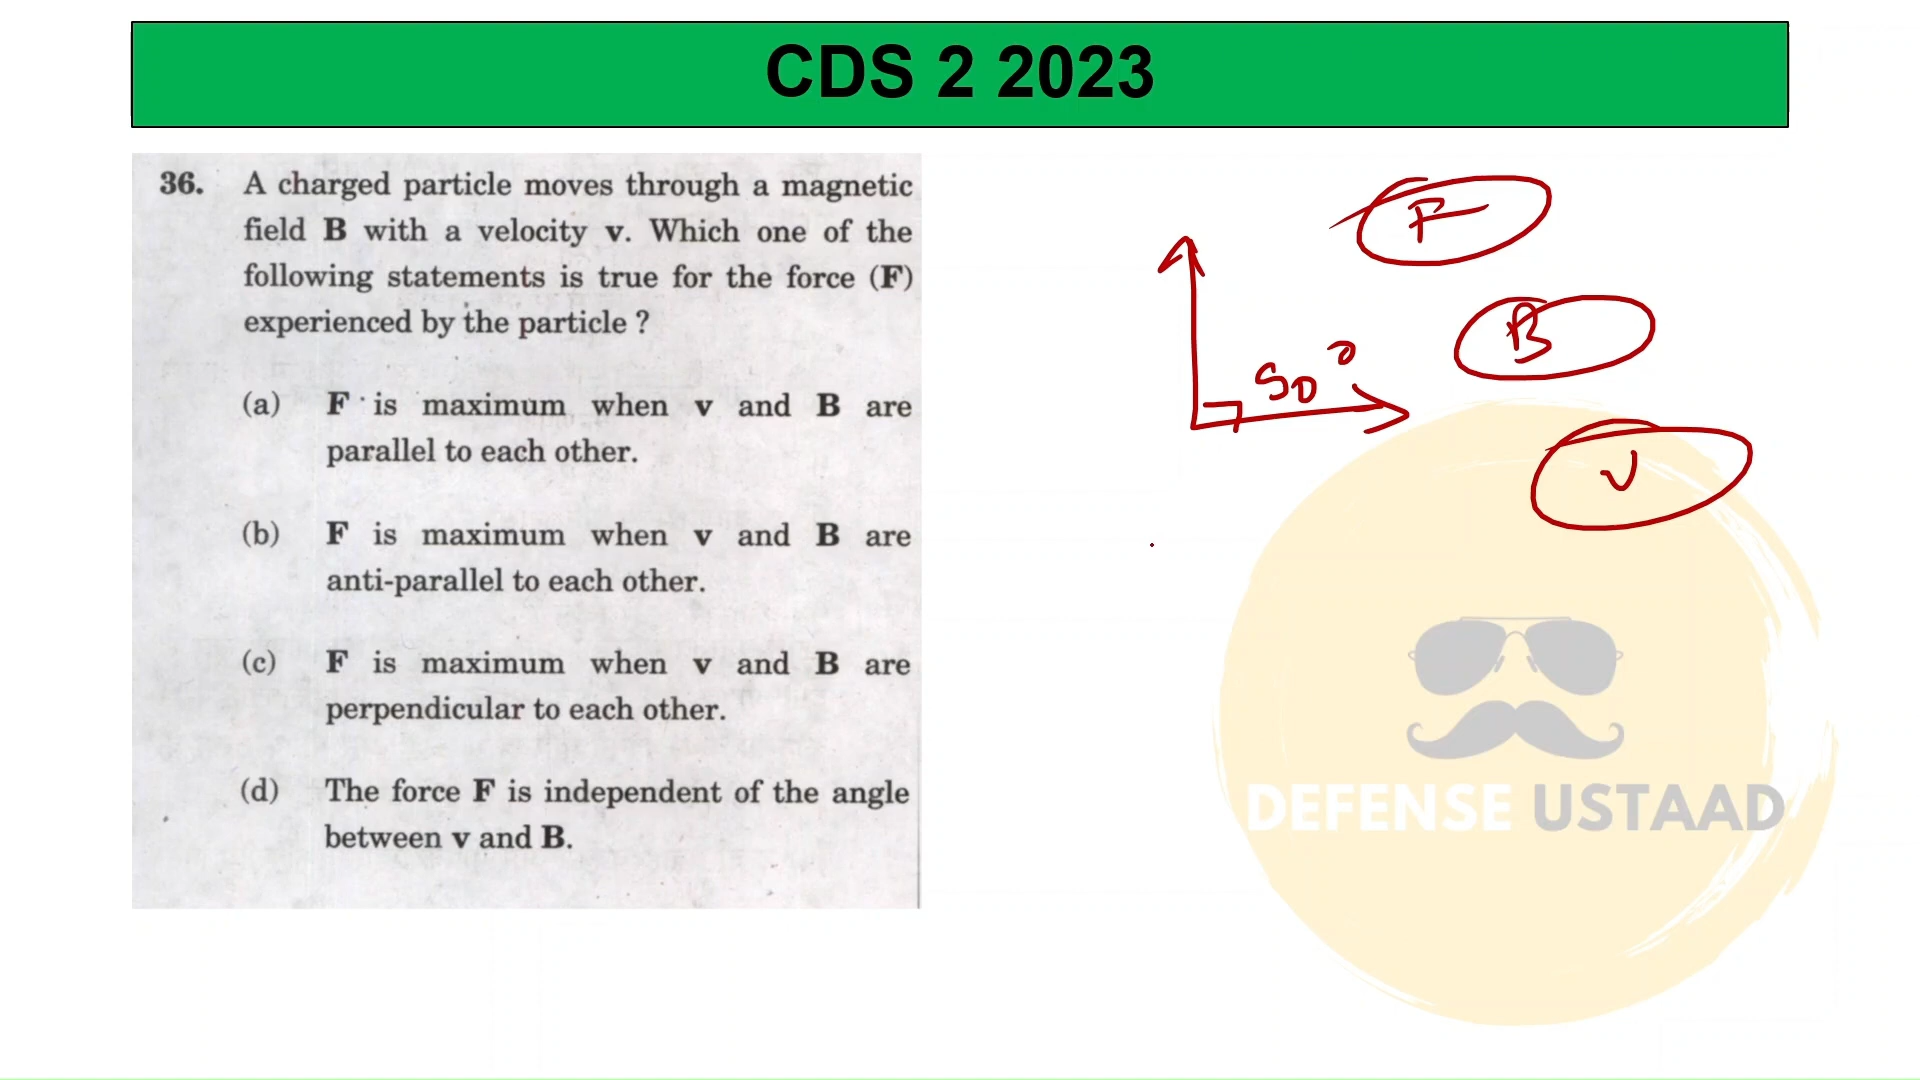 CDS 2 2023
36. A charged particle moves through a magnetic
field B with a velocity v. Which one of the
following statements is true for the force (F)
experienced by the particle ?
(a) F is maximum when v and B are
parallel to each other.
(b) F is maximum when v and B are
anti-parallel to each other.
(c) F is maximum when v and B are
perpendicular to each other.
(d) The force F is independent of the angle
between v and B.
F
B
90°
V
DEFENSE USTAAD